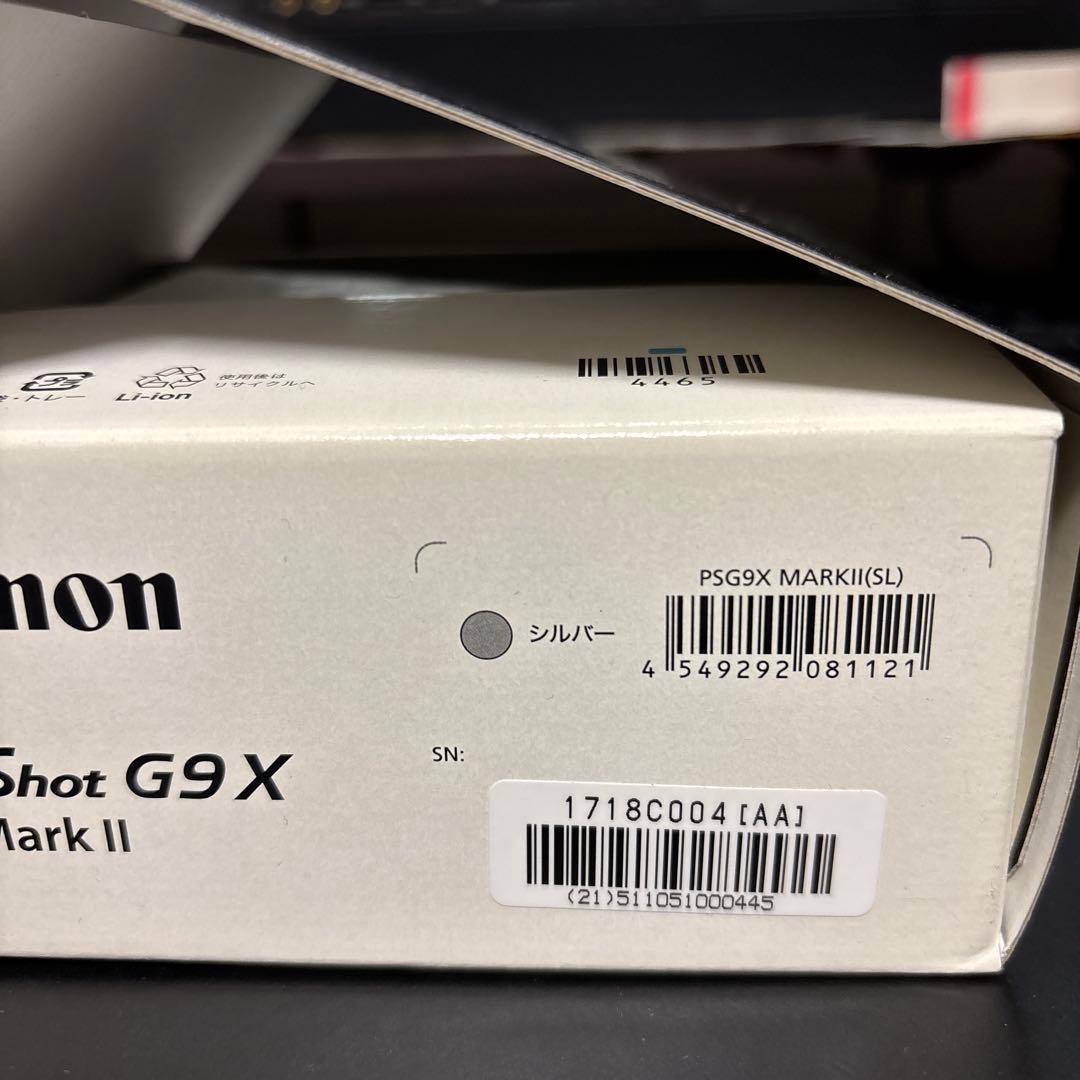 使用後は
リサイクルへ
Li-ion
・トレー
4465
non
PSG9X MARKII(SL)
シルバー
4 549292 081121
SN:
Shot G9 X
Mark II
1718C004[AA]
(21)511051000445